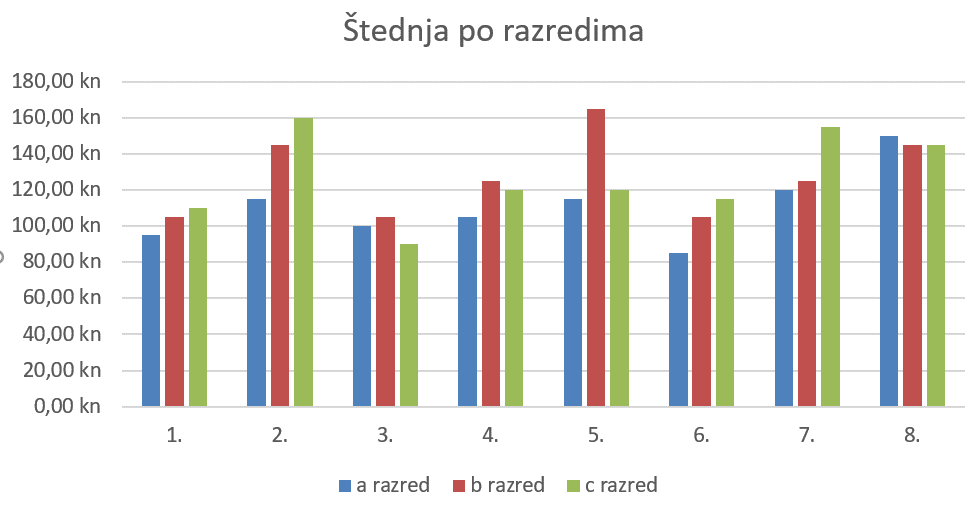 Štednja po razredima
180,00 kn
160,00 kn
140,00 kn
120,00 kn
100,00 kn
80,00 kn
60,00 kn
40,00 kn
20,00 kn
0,00 kn
1. 2. 3. 4. 5. 6. 7. 8.
a razred b razred c razred